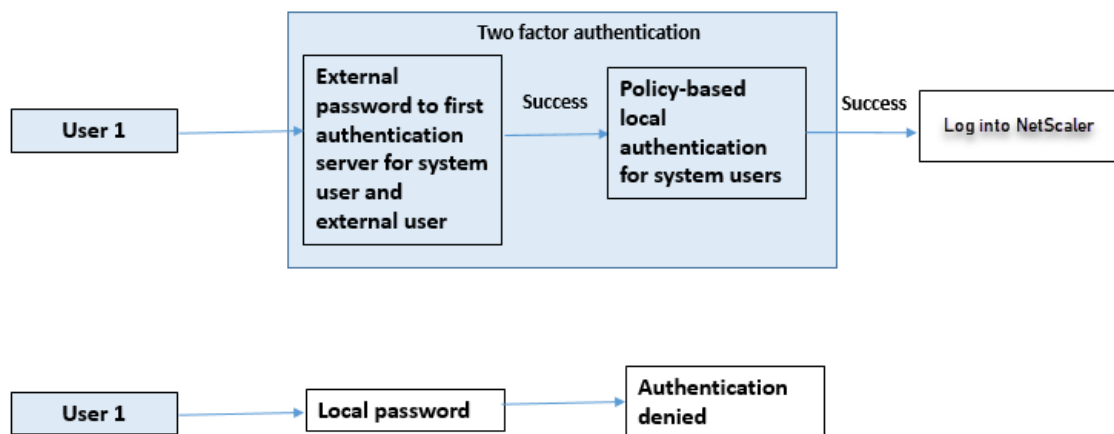 Two factor authentication
User 1
External
password to first
authentication
server for system
user and
external user
Success
Policy-based
local
authentication
for system users
Success
Log into NetScaler
User 1
Local password
Authentication
denied